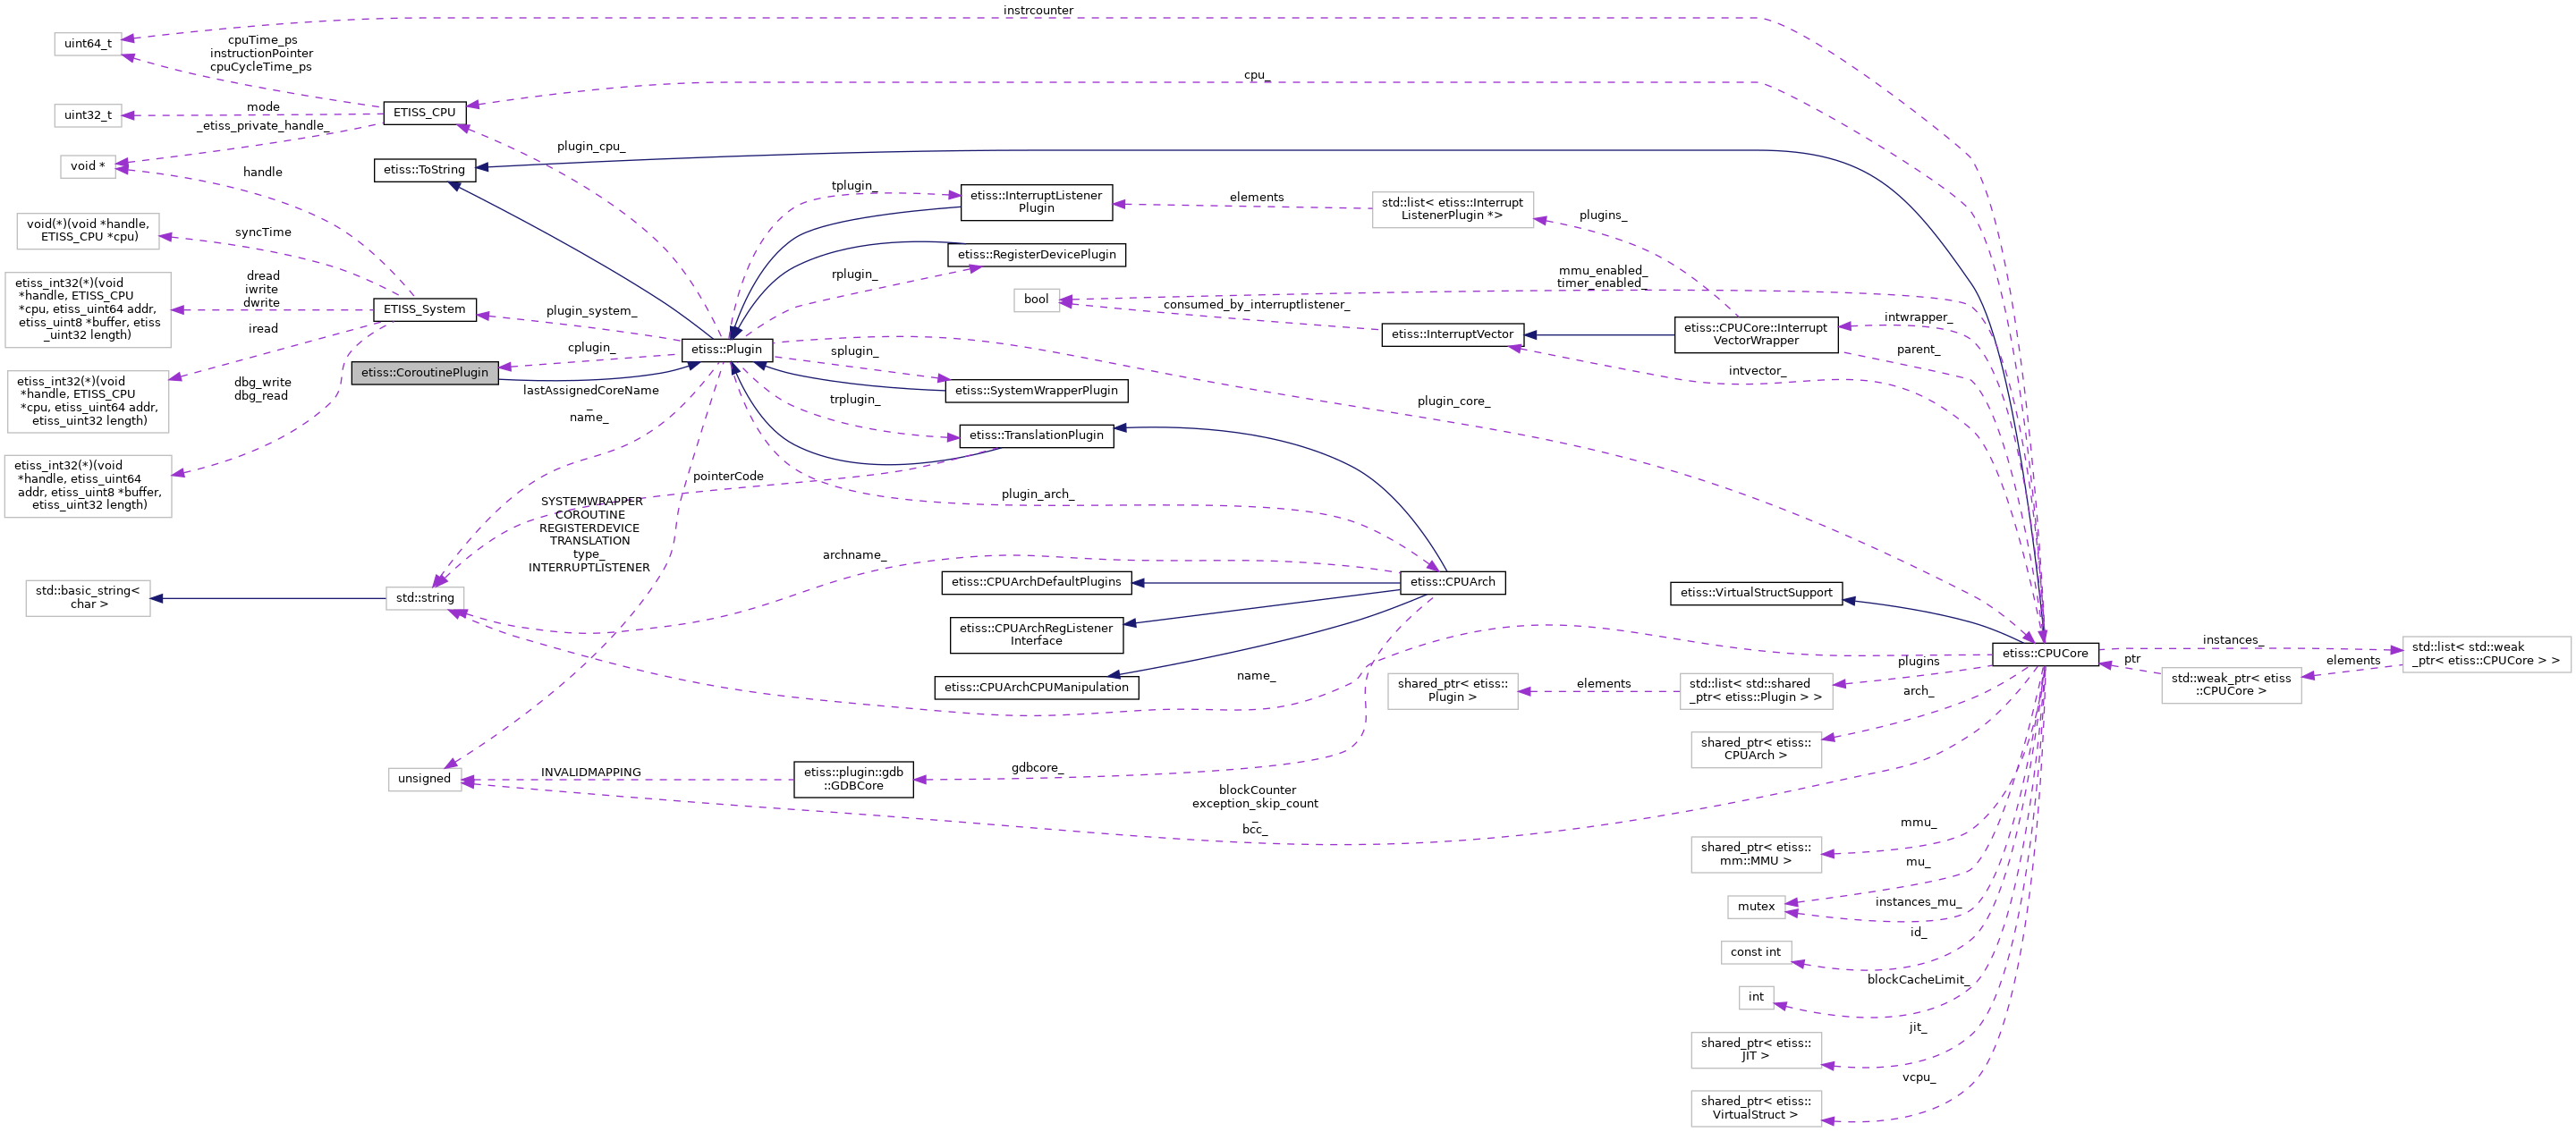 instrcounter
uint64_t
cpuTime_ps
instructionPointer
cpuCycleTime_ps
cpu_
ETISS_CPU
mode
uint32_t
_etiss_private_handle_
void *
handle
plugin_cpu_
etiss::ToString
void(*)(void *handle,
ETISS_CPU *cpu)
syncTime
etiss_int32(*)(void
*handle, ETISS_CPU
*cpu, etiss_uint64 addr,
etiss_uint8 *buffer, etiss
_uint32 length)
dread
iwrite
dwrite
ETISS_System
iread
etiss_int32(*)(void
*handle, ETISS_CPU
*cpu, etiss_uint64 addr,
etiss_uint32 length)
dbg_write
dbg_read
etiss_int32(*)(void
*handle, etiss_uint64
addr, etiss_uint8 *buffer,
etiss_uint32 length)
plugin_system_
cplugin_
etiss::CoroutinePlugin
lastAssignedCoreName
_
name_
etiss::Plugin
tplugin_
etiss::InterruptListener
Plugin
etiss::RegisterDevicePlugin
rplugin_
splugin_
etiss::SystemWrapperPlugin
trplugin_
etiss::TranslationPlugin
elements
std::list< etiss::Interrupt
ListenerPlugin *>
plugins_
bool
consumed_by_interruptlistener_
mmu_enabled_
timer_enabled_
etiss::InterruptVector
etiss::CPUCore::Interrupt
VectorWrapper
intwrapper_
parent_
intvector_
plugin_core_
pointerCode
plugin_arch_
SYSTEMWRAPPER
COROUTINE
REGISTERDEVICE
TRANSLATION
type_
INTERRUPTLISTENER
archname_
std::basic_string<
char >
std::string
etiss::CPUArchDefaultPlugins
etiss::CPUArch
etiss::CPUArchRegListener
Interface
etiss::CPUArchCPUManipulation
etiss::VirtualStructSupport
etiss::CPUCore
instances_
std::list< std::weak
_ptr< etiss::CPUCore > >
ptr
elements
std::weak_ptr< etiss
::CPUCore >
name_
shared_ptr< etiss::
Plugin >
elements
std::list< std::shared
_ptr< etiss::Plugin > >
plugins
arch_
shared_ptr< etiss::
CPUArch >
unsigned
INVALIDMAPPING
etiss::plugin::gdb
::GDBCore
gdbcore_
blockCounter
exception_skip_count
_
bcc_
mmu_
shared_ptr< etiss::
mm::MMU >
mu_
mutex
instances_mu_
id_
const int
blockCacheLimit_
int
jit_
shared_ptr< etiss::
JIT >
vcpu_
shared_ptr< etiss::
VirtualStruct >